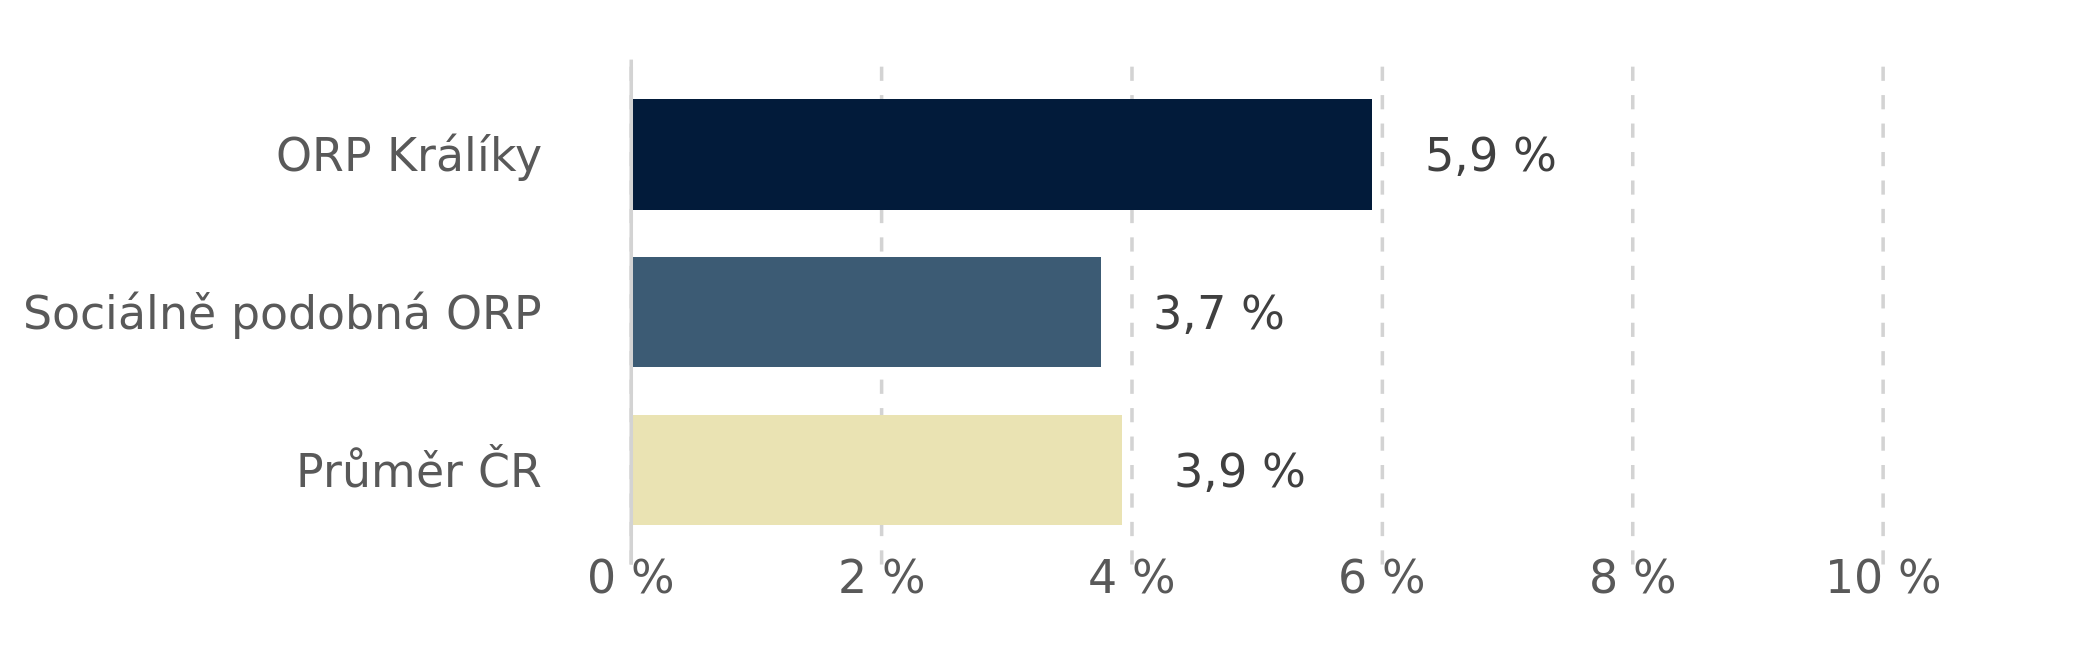 ORP Králíky 5,9 %
Sociálně podobná ORP 3,7 %
Průměr ČR 3,9 %
0 % 2 % 4 % 6 % 8 % 10 %